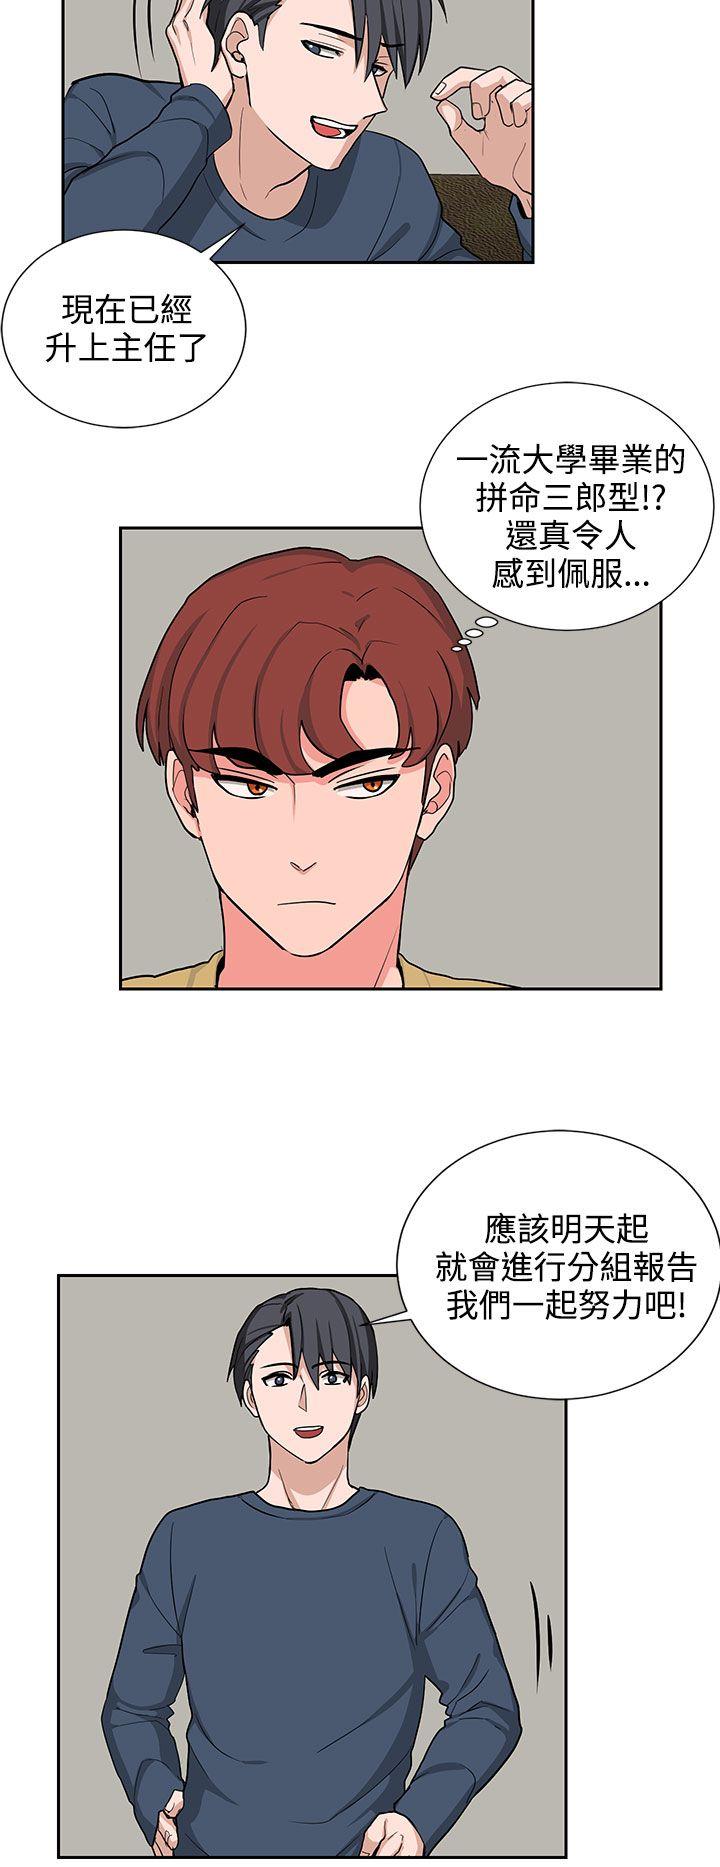 現在已經
升上主任了
一流大學畢業的
拼命三郎型!?
還真令人
感到佩服...
應該明天起
就會進行分組報告
我們一起努力吧!